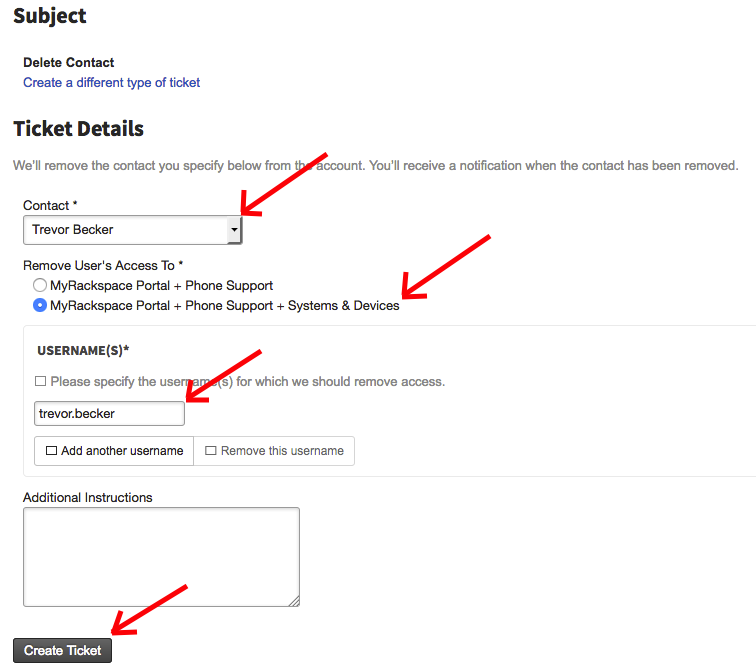 Subject
Delete Contact
Create a different type of ticket
Ticket Details
We'll remove the contact you specify below from the account. You'll receive a notification when the contact has been removed.
Contact *
Trevor Becker
Remove User's Access To *
MyRackspace Portal + Phone Support
MyRackspace Portal + Phone Support + Systems & Devices
USERNAME(S)*
Please specify the username(s) for which we should remove access.
trevor.becker
Add another username Remove this username
Additional Instructions
Create Ticket